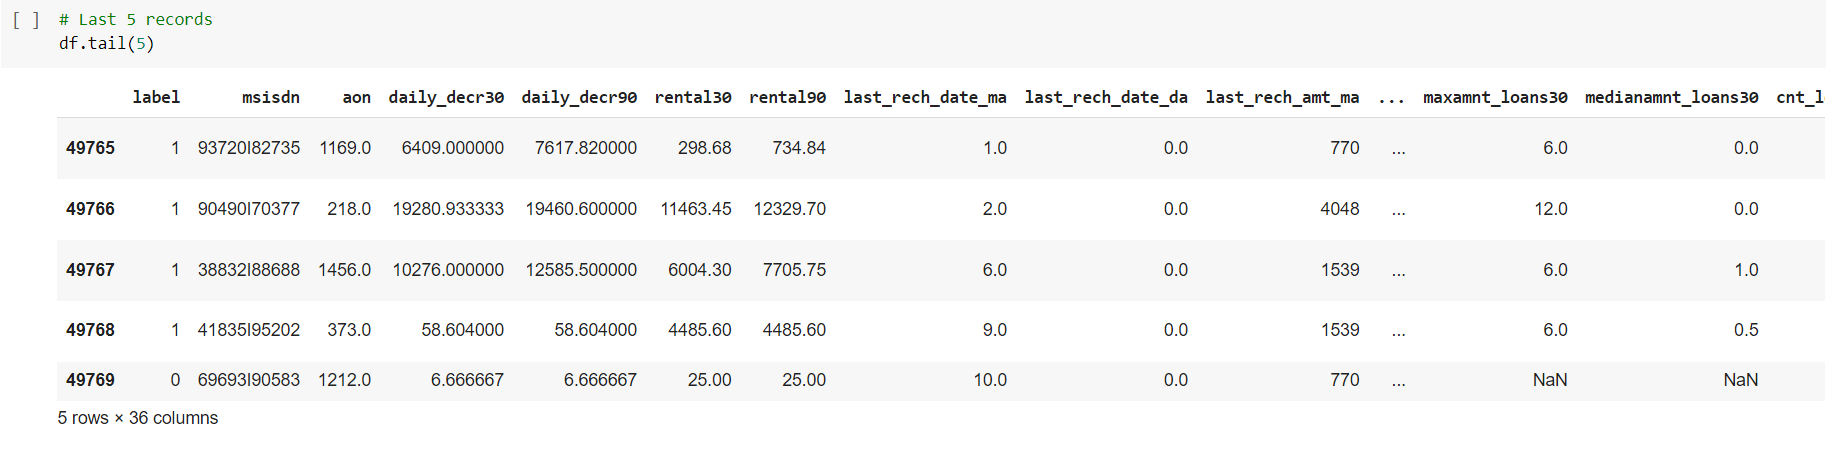 [ ] # Last 5 records
df.tail(5)
label msisdn aon daily_decr30 daily_decr90 rental30 rental90 last_rech_date_ma last_rech_date_da last_rech_amt_ma ... maxamnt_loans30 medianamnt_loans30 cnt_l
49765 1 93720I82735 1169.0 6409.000000 7617.820000 298.68 734.84 1.0 0.0 770 ... 6.0 0.0
49766 1 90490I70377 218.0 19280.933333 19460.600000 11463.45 12329.70 2.0 0.0 4048 ... 12.0 0.0
49767 1 38832I88688 1456.0 10276.000000 12585.500000 6004.30 7705.75 6.0 0.0 1539 ... 6.0 1.0
49768 1 41835I95202 373.0 58.604000 58.604000 4485.60 4485.60 9.0 0.0 1539 ... 6.0 0.5
49769 0 69693I90583 1212.0 6.666667 6.666667 25.00 25.00 10.0 0.0 770 ... NaN NaN
5 rows × 36 columns